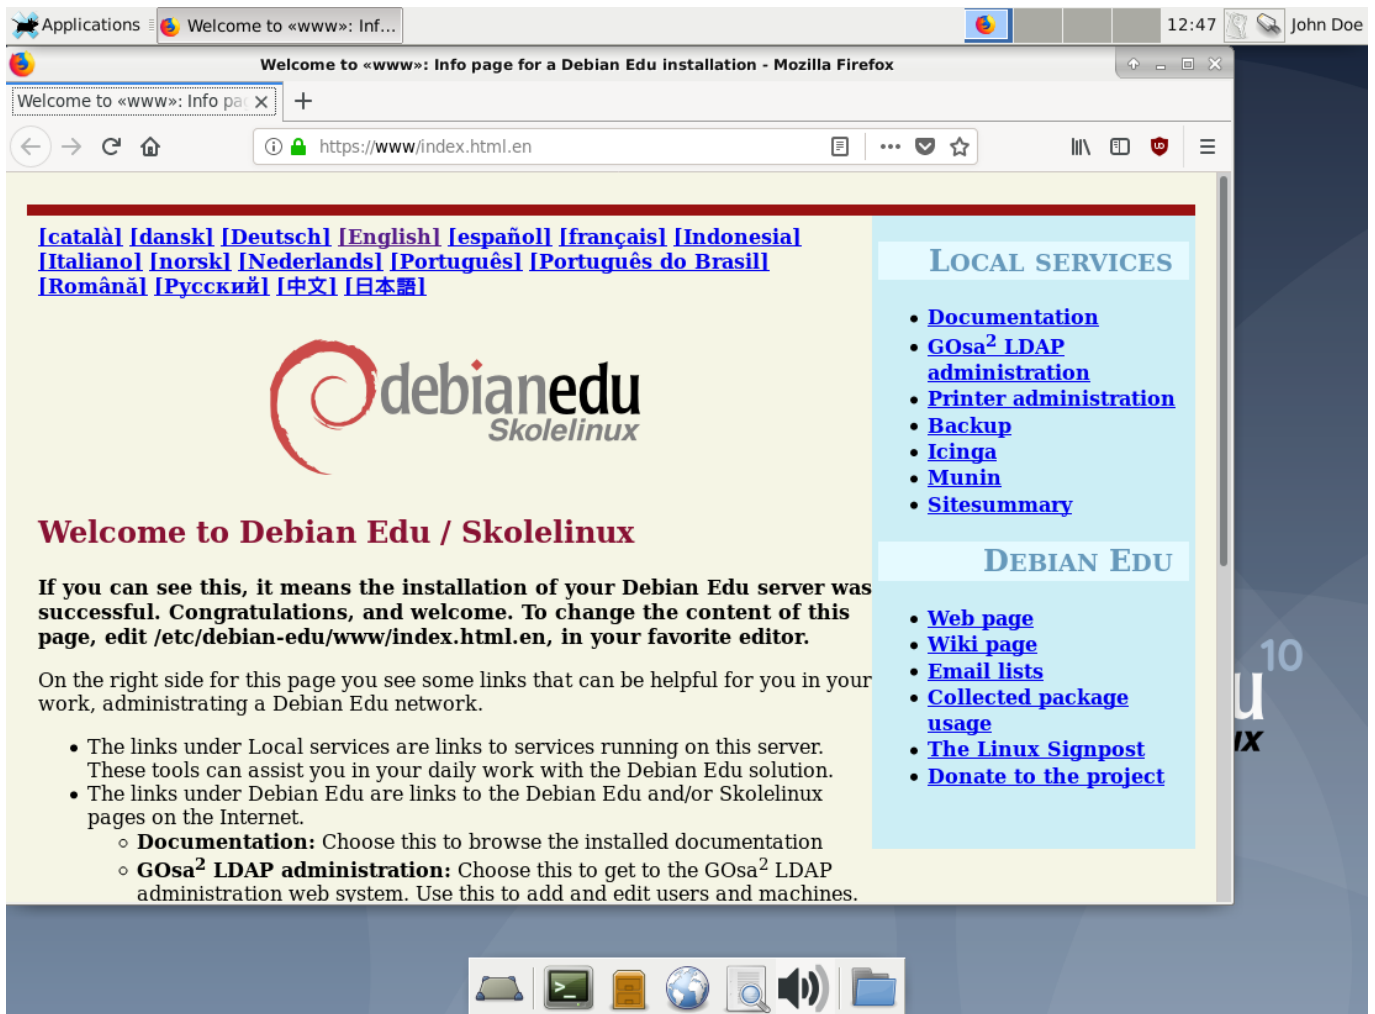 Applications
Welcome to «www»: Inf...
12:47
John Doe
Welcome to «www»: Info page for a Debian Edu installation - Mozilla Firefox
Welcome to «www»: Info pa
https://www/index.html.en
[català] [dansk] [Deutsch] [English] [español] [français] [Indonesia]
[Italiano] [norsk] [Nederlands] [Português] [Português do Brasil]
[Română] [Русский] [中文] [日本語]
debianedu
Skolelinux
Welcome to Debian Edu / Skolelinux
If you can see this, it means the installation of your Debian Edu server was
successful. Congratulations, and welcome. To change the content of this
page, edit /etc/debian-edu/www/index.html.en, in your favorite editor.
On the right side for this page you see some links that can be helpful for you in your
work, administrating a Debian Edu network.
• The links under Local services are links to services running on this server.
These tools can assist you in your daily work with the Debian Edu solution.
• The links under Debian Edu are links to the Debian Edu and/or Skolelinux
pages on the Internet.
◦ Documentation: Choose this to browse the installed documentation
◦ GOsa² LDAP administration: Choose this to get to the GOsa² LDAP
administration web system. Use this to add and edit users and machines.
Local services
• Documentation
• GOsa² LDAP
administration
• Printer administration
• Backup
• Icinga
• Munin
• Sitesummary
Debian Edu
• Web page
• Wiki page
• Email lists
• Collected package
usage
• The Linux Signpost
• Donate to the project
10
u
ıx